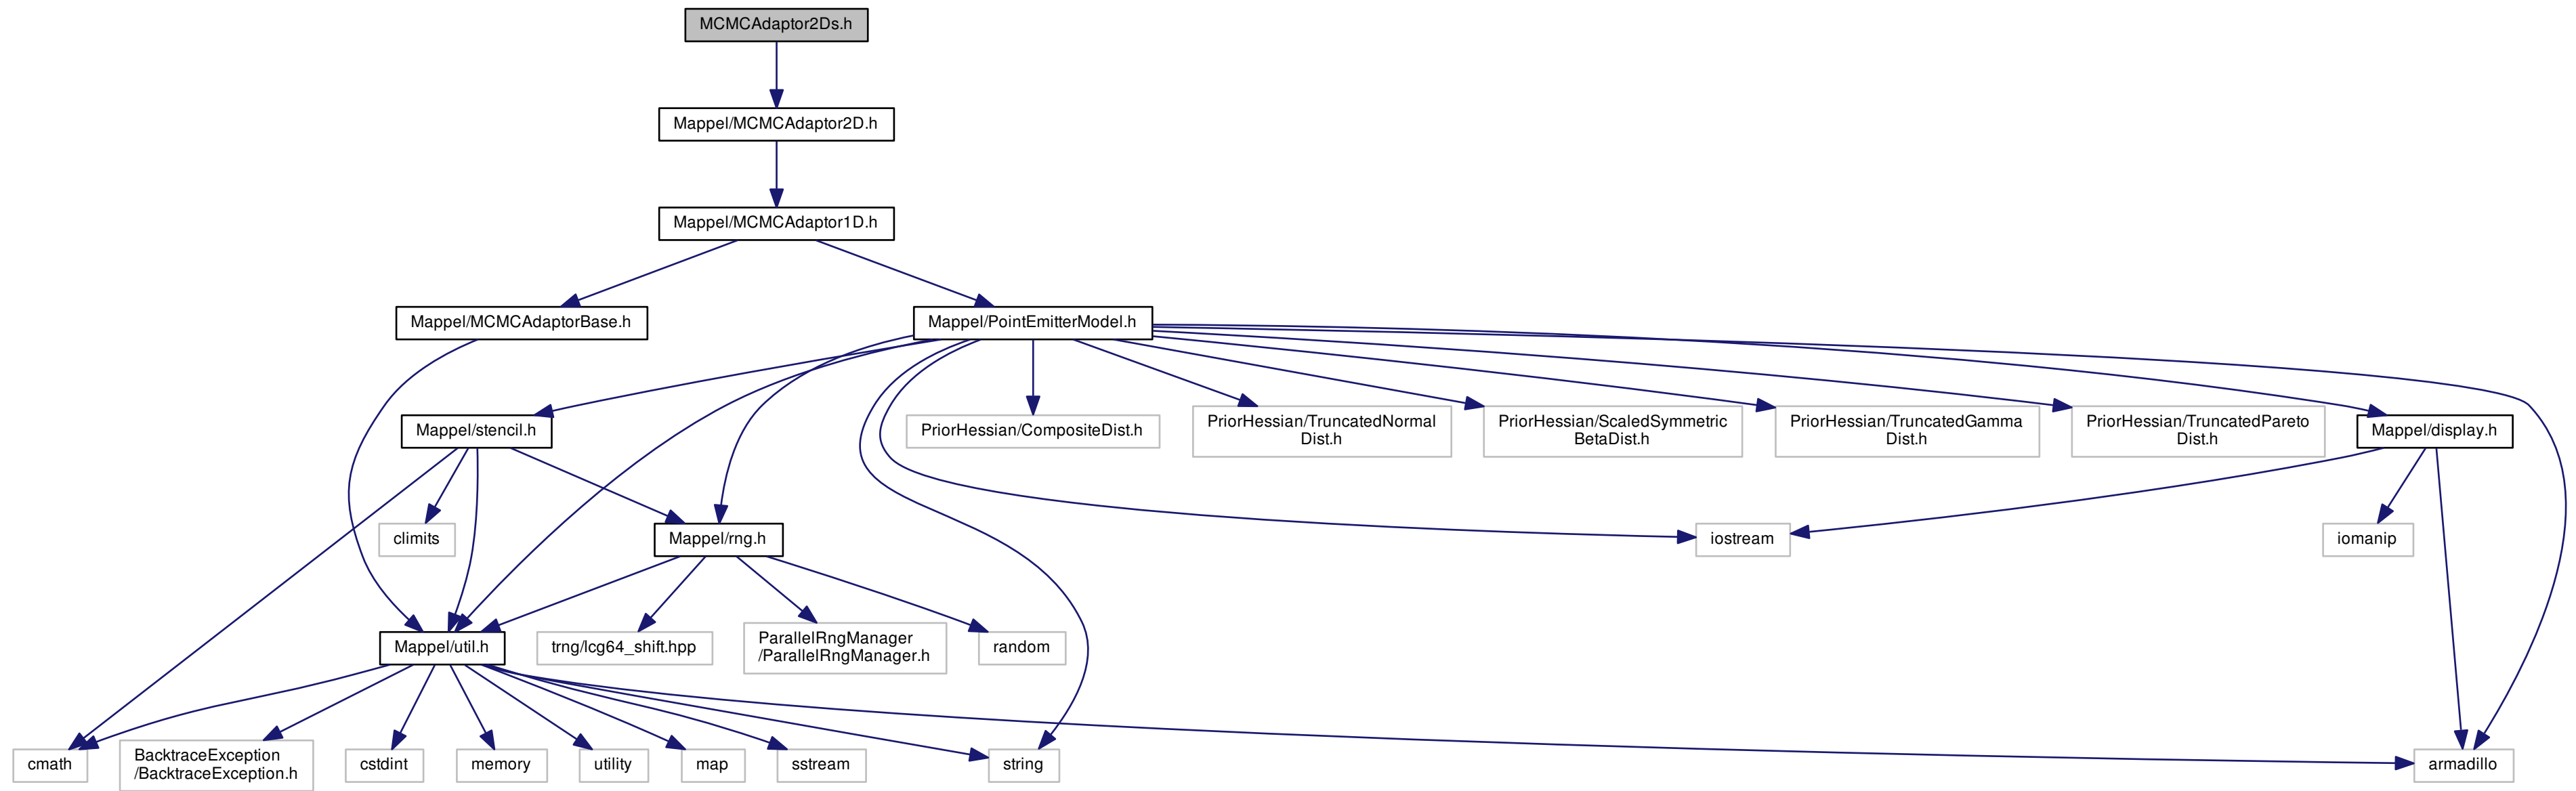 MCMCAdaptor2Ds.h
Mappel/MCMCAdaptor2D.h
Mappel/MCMCAdaptor1D.h
Mappel/MCMCAdaptorBase.h
Mappel/PointEmitterModel.h
Mappel/stencil.h
PriorHessian/CompositeDist.h
PriorHessian/TruncatedNormal
Dist.h
PriorHessian/ScaledSymmetric
BetaDist.h
PriorHessian/TruncatedGamma
Dist.h
PriorHessian/TruncatedPareto
Dist.h
Mappel/display.h
climits
Mappel/rng.h
iostream
iomanip
Mappel/util.h
trng/lcg64_shift.hpp
ParallelRngManager
/ParallelRngManager.h
random
cmath
BacktraceException
/BacktraceException.h
cstdint
memory
utility
map
sstream
string
armadillo